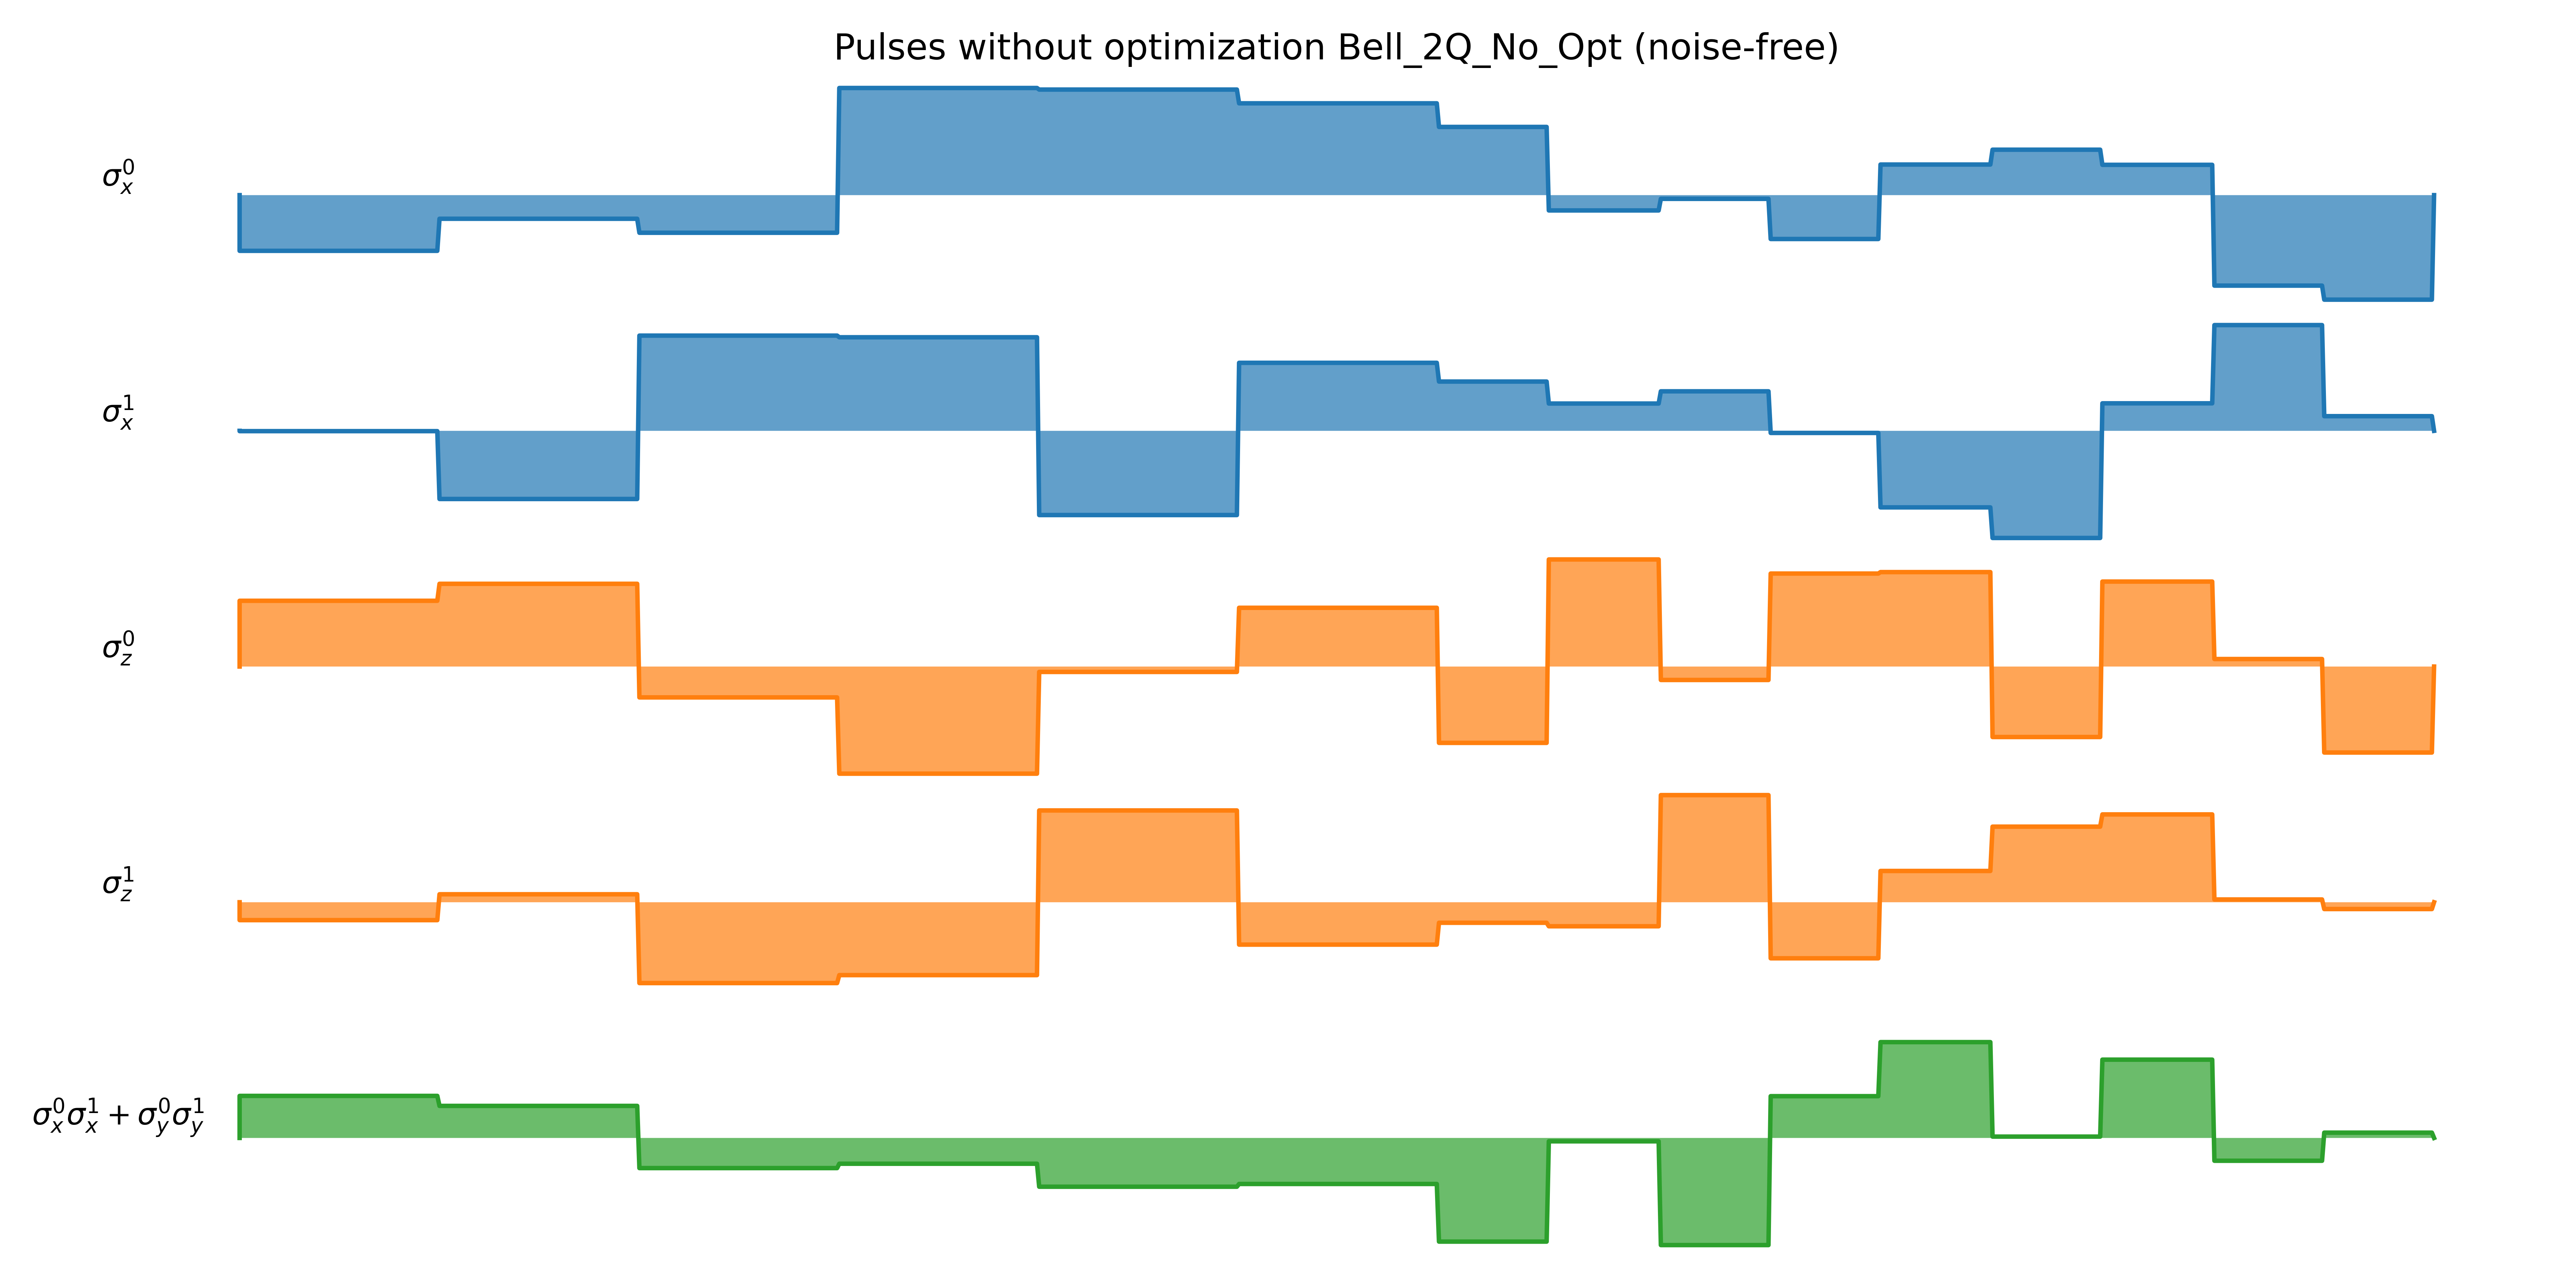 Pulses without optimization Bell_2Q_No_Opt (noise-free)
σ_x^0
σ_x^1
σ_z^0
σ_z^1
σ_x^0σ_x^1 + σ_y^0σ_y^1